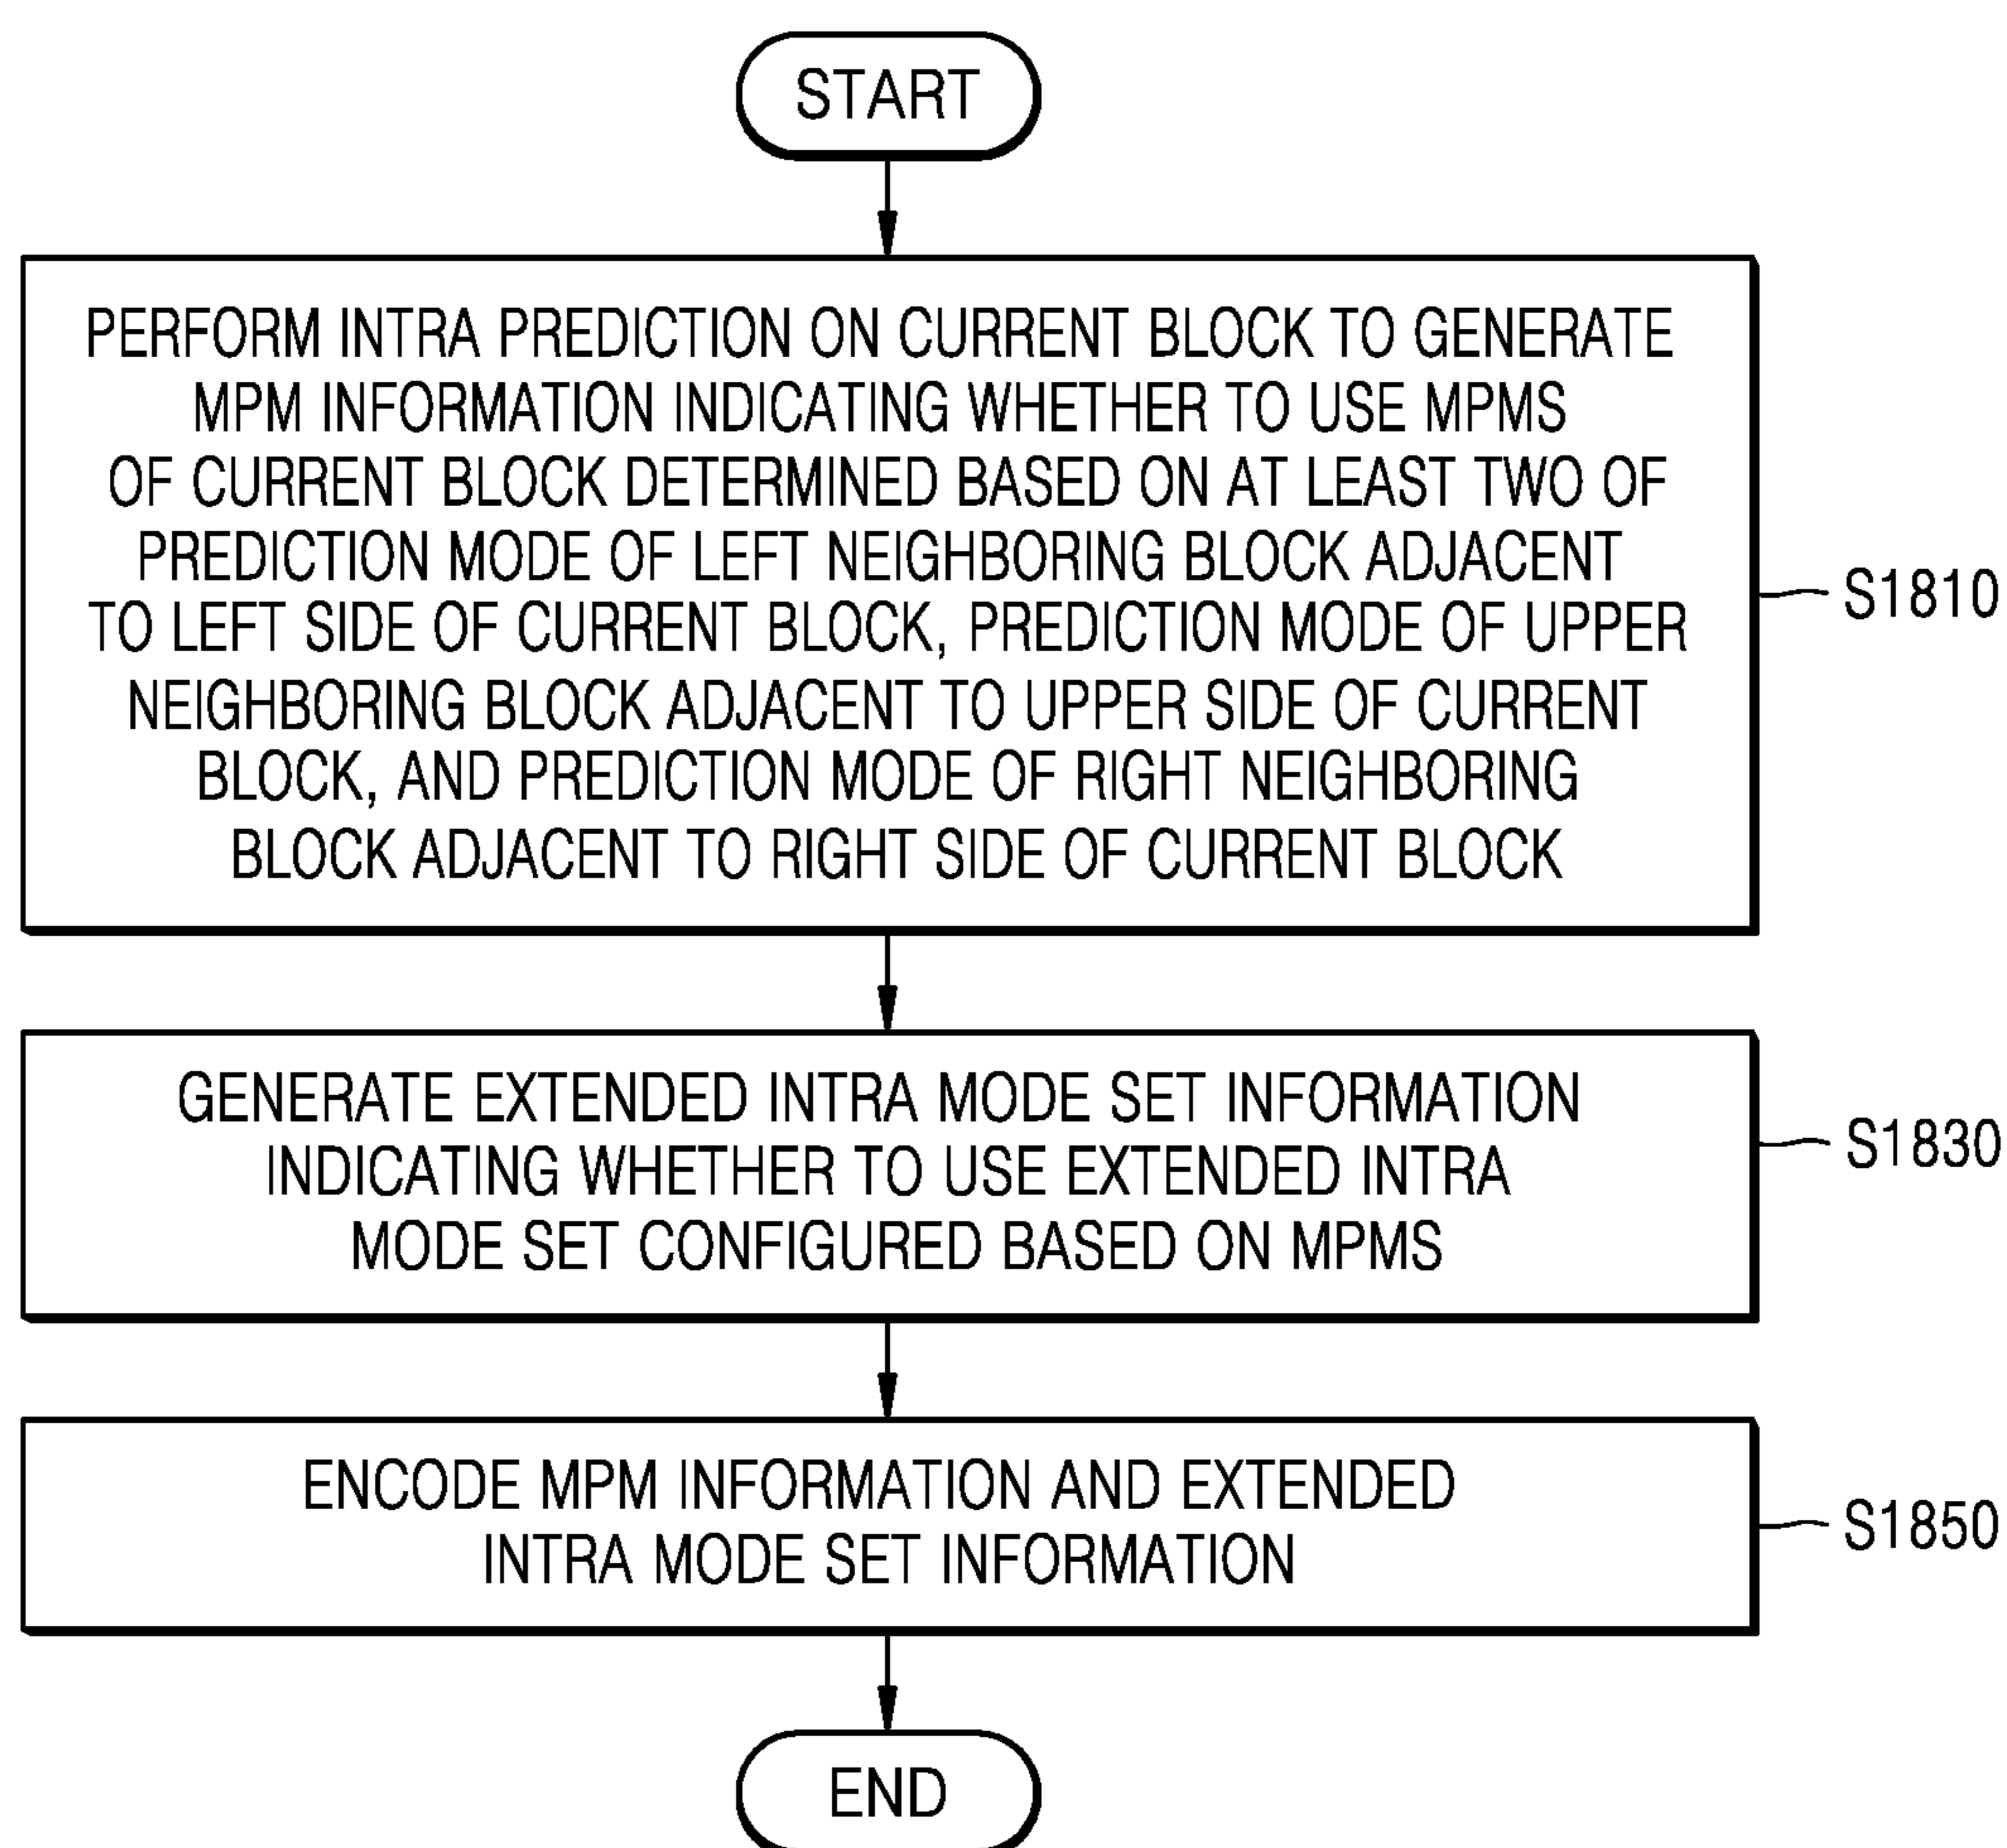 START
PERFORM INTRA PREDICTION ON CURRENT BLOCK TO GENERATE
MPM INFORMATION INDICATING WHETHER TO USE MPMS
OF CURRENT BLOCK DETERMINED BASED ON AT LEAST TWO OF
PREDICTION MODE OF LEFT NEIGHBORING BLOCK ADJACENT
TO LEFT SIDE OF CURRENT BLOCK, PREDICTION MODE OF UPPER
NEIGHBORING BLOCK ADJACENT TO UPPER SIDE OF CURRENT
BLOCK, AND PREDICTION MODE OF RIGHT NEIGHBORING
BLOCK ADJACENT TO RIGHT SIDE OF CURRENT BLOCK
S1810
GENERATE EXTENDED INTRA MODE SET INFORMATION
INDICATING WHETHER TO USE EXTENDED INTRA
MODE SET CONFIGURED BASED ON MPMS
S1830
ENCODE MPM INFORMATION AND EXTENDED
INTRA MODE SET INFORMATION
S1850
END